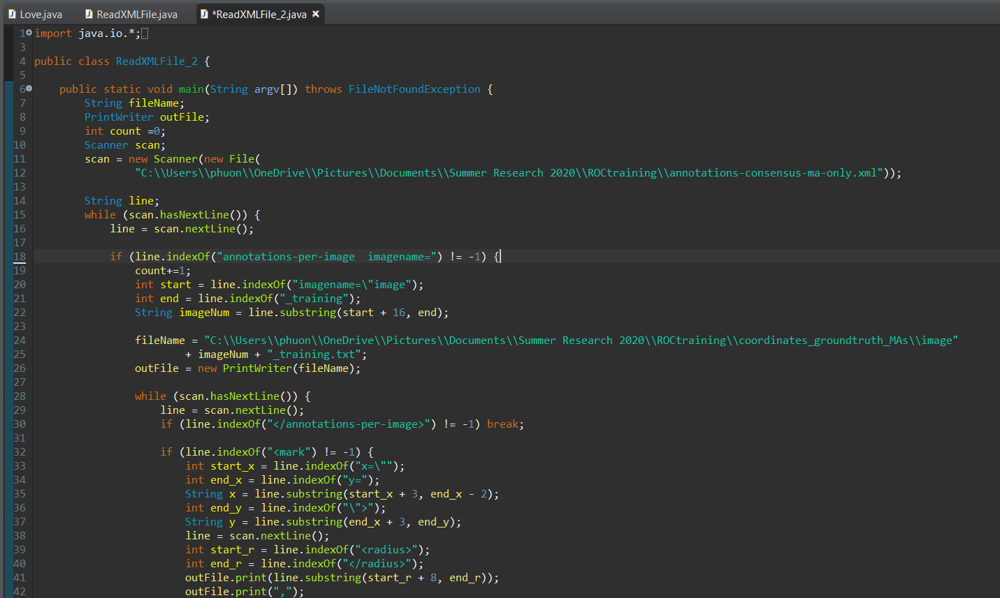 Love.java ReadXMLFile.java *ReadXMLFile_2.java
1 import java.io.*;
3
4 public class ReadXMLFile_2 {
5
6     public static void main(String argv[]) throws FileNotFoundException {
7         String fileName;
8         PrintWriter outFile;
9         int count =0;
10         Scanner scan;
11         scan = new Scanner(new File(
12                 "C:\\Users\\phuon\\OneDrive\\Pictures\\Documents\\Summer Research 2020\\ROCtraining\\annotations-consensus-ma-only.xml"));
13
14         String line;
15         while (scan.hasNextLine()) {
16             line = scan.nextLine();
17
18             if (line.indexOf("annotations-per-image  imagename=") != -1) {
19                 count+=1;
20                 int start = line.indexOf("imagename=\"image");
21                 int end = line.indexOf("_training");
22                 String imageNum = line.substring(start + 16, end);
23
24                 fileName = "C:\\Users\\phuon\\OneDrive\\Pictures\\Documents\\Summer Research 2020\\ROCtraining\\coordinates_groundtruth_MAs\\image"
25                         + imageNum + "_training.txt";
26                 outFile = new PrintWriter(fileName);
27
28                 while (scan.hasNextLine()) {
29                     line = scan.nextLine();
30                     if (line.indexOf("</annotations-per-image>") != -1) break;
31
32                     if (line.indexOf("<mark") != -1) {
33                         int start_x = line.indexOf("x=\"");
34                         int end_x = line.indexOf("y=");
35                         String x = line.substring(start_x + 3, end_x - 2);
36                         int end_y = line.indexOf("\">");
37                         String y = line.substring(end_x + 3, end_y);
38                         line = scan.nextLine();
39                         int start_r = line.indexOf("<radius>");
40                         int end_r = line.indexOf("</radius>");
41                         outFile.print(line.substring(start_r + 8, end_r));
42                         outFile.print(",");